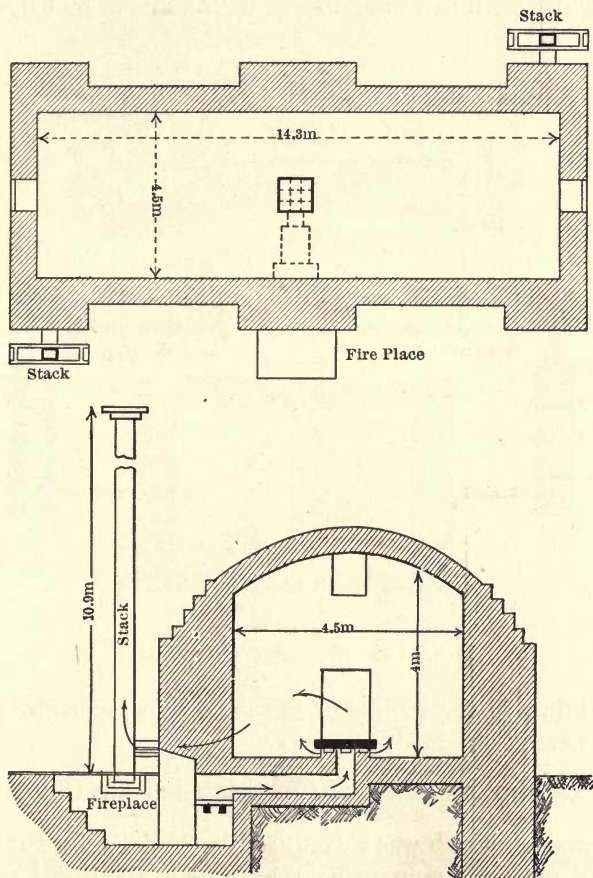 Stack
14.3m
4.5m
Fire Place
Stack
10.9m
Stack
4.5m
4m
Fireplace